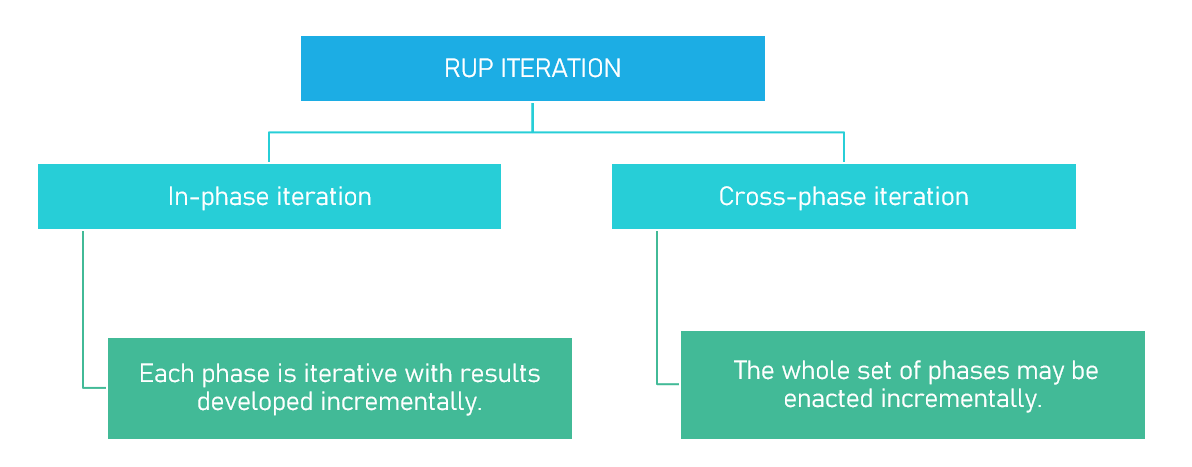 RUP ITERATION
In-phase iteration
Cross-phase iteration
Each phase is iterative with results
developed incrementally.
The whole set of phases may be
enacted incrementally.